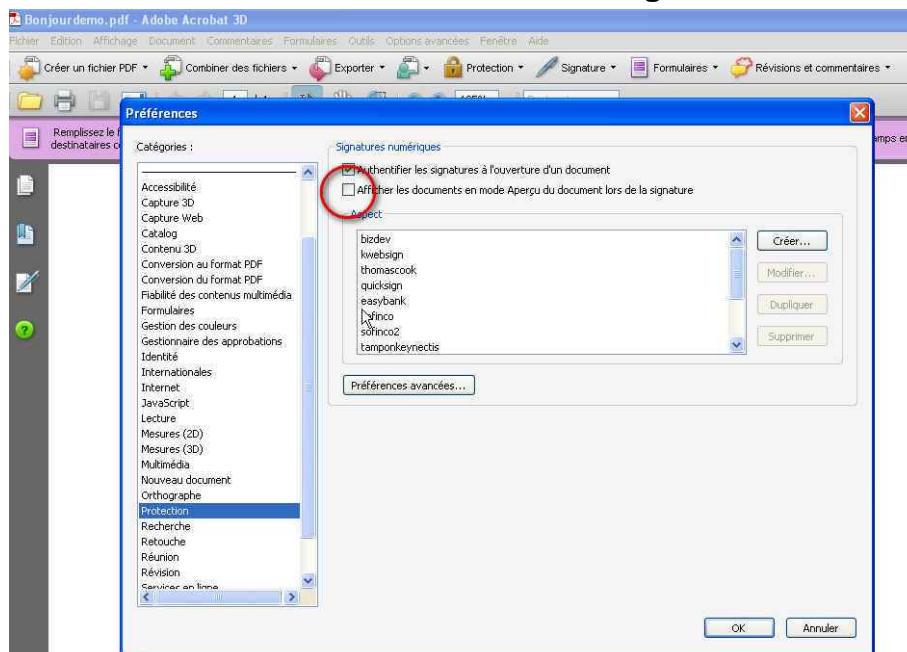 Bonjourdemo.pdf - Adobe Acrobat 3D
Fichier Edition Affichage Document Commentaires Formulaires Outils Options avancées Fenêtre Aide
Créer un fichier PDF Combiner des fichiers Exporter Protection Signature Formulaires Révisions et commentaires
Préférences
Remplissez le
destinataires
Catégories :
Accessibilité
Capture 3D
Capture Web
Catalog
Contenu 3D
Conversion au format PDF
Conversion du format PDF
Fiabilité des contenus multimédia
Formulaires
Gestion des couleurs
Gestionnaire des approbations
Identité
Internationales
Internet
JavaScript
Lecture
Mesures (2D)
Mesures (3D)
Multimédia
Nouveau document
Orthographe
Protection
Recherche
Retouche
Réunion
Révision
Services en ligne
Signatures numériques
Authentifier les signatures à l'ouverture d'un document
Afficher les documents en mode Aperçu du document lors de la signature
Aspect
bizdev
kwebsign
thomascook
quicksign
easybank
sofinco2
tamponkeynectis
Créer...
Modifier...
Dupliquer
Supprimer
Préférences avancées...
OK Annuler